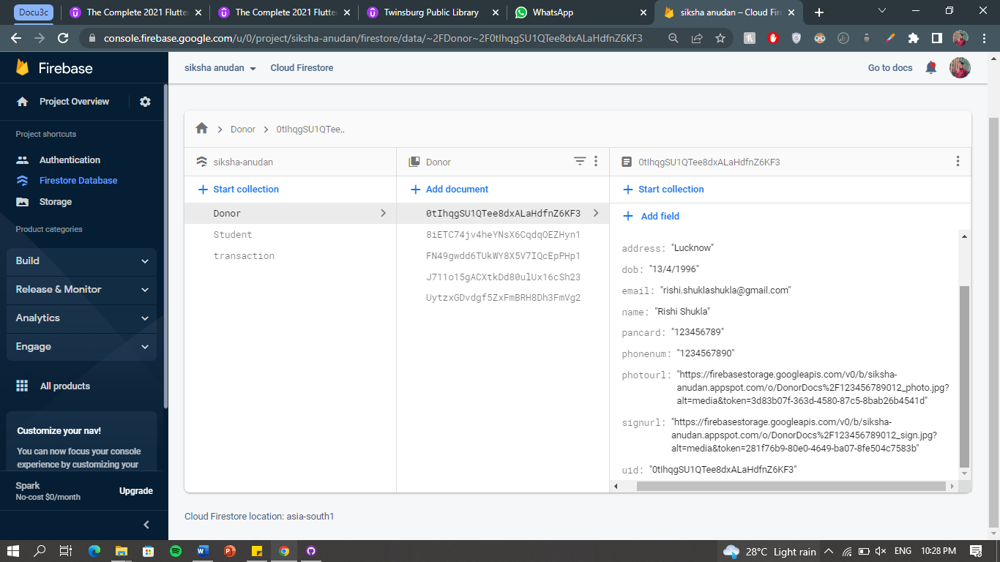 Docu3c
The Complete 2021 Flutter
The Complete 2021 Flutter
Twinsburg Public Library
WhatsApp
siksha anudan – Cloud Fir
console.firebase.google.com/u/0/project/siksha-anudan/firestore/data/~2FDonor~2F0tIhqgSU1QTee8dxALaHdfnZ6KF3
Firebase
siksha anudan
Cloud Firestore
Go to docs
Project Overview
Project shortcuts
Authentication
Firestore Database
Storage
Product categories
Build
Release & Monitor
Analytics
Engage
All products
Customize your nav!
You can now focus your console
experience by customizing your
Spark
No-cost $0/month
Upgrade
Donor
0tIhqgSU1QTee..
siksha-anudan
Start collection
Donor
Student
transaction
Donor
Add document
0tIhqgSU1QTee8dxALaHdfnZ6KF3
8iETC74jv4heYNsX6CqdqOEZHyn1
FN49gwdd6TUkWY8X5V7IQcEpPHp1
J711o15gACXtkDd80ulUx16cSh23
UytzxGDvdgf5ZxFmBRH8Dh3FmVg2
0tIhqgSU1QTee8dxALaHdfnZ6KF3
Start collection
Add field
address: "Lucknow"
dob: "13/4/1996"
email: "rishi.shuklashukla@gmail.com"
name: "Rishi Shukla"
pancard: "123456789"
phonenum: "1234567890"
photourl: "https://firebasestorage.googleapis.com/v0/b/siksha-
anudan.appspot.com/o/DonorDocs%2F123456789012_photo.jpg?
alt=media&token=3d83b07f-363d-4580-87c5-8bab26b4541d"
signurl: "https://firebasestorage.googleapis.com/v0/b/siksha-
anudan.appspot.com/o/DonorDocs%2F123456789012_sign.jpg?
alt=media&token=281f76b9-80e0-4649-ba07-8fe504c7583b"
uid: "0tIhqgSU1QTee8dxALaHdfnZ6KF3"
Cloud Firestore location: asia-south1
28°C Light rain
ENG
10:28 PM